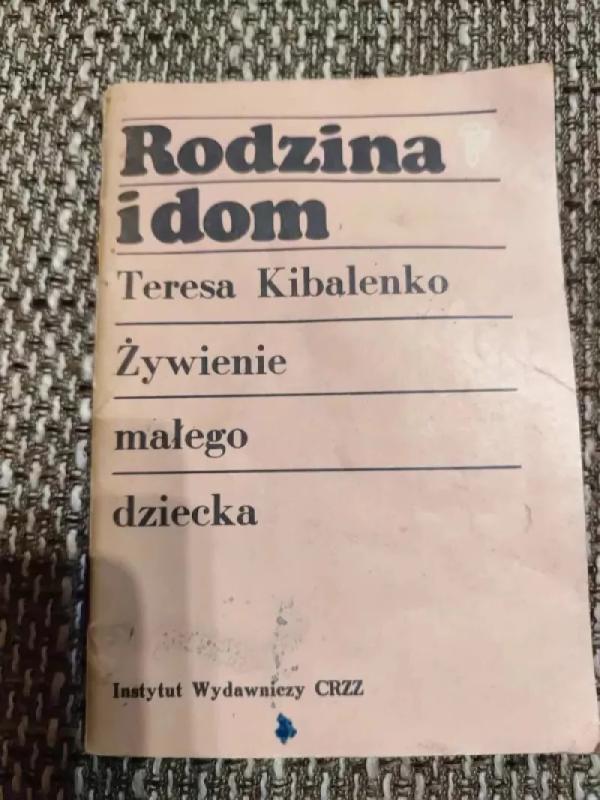 Rodzina
i dom
Teresa Kibalenko
Żywienie
małego
dziecka
Instytut Wydawniczy CRZZ